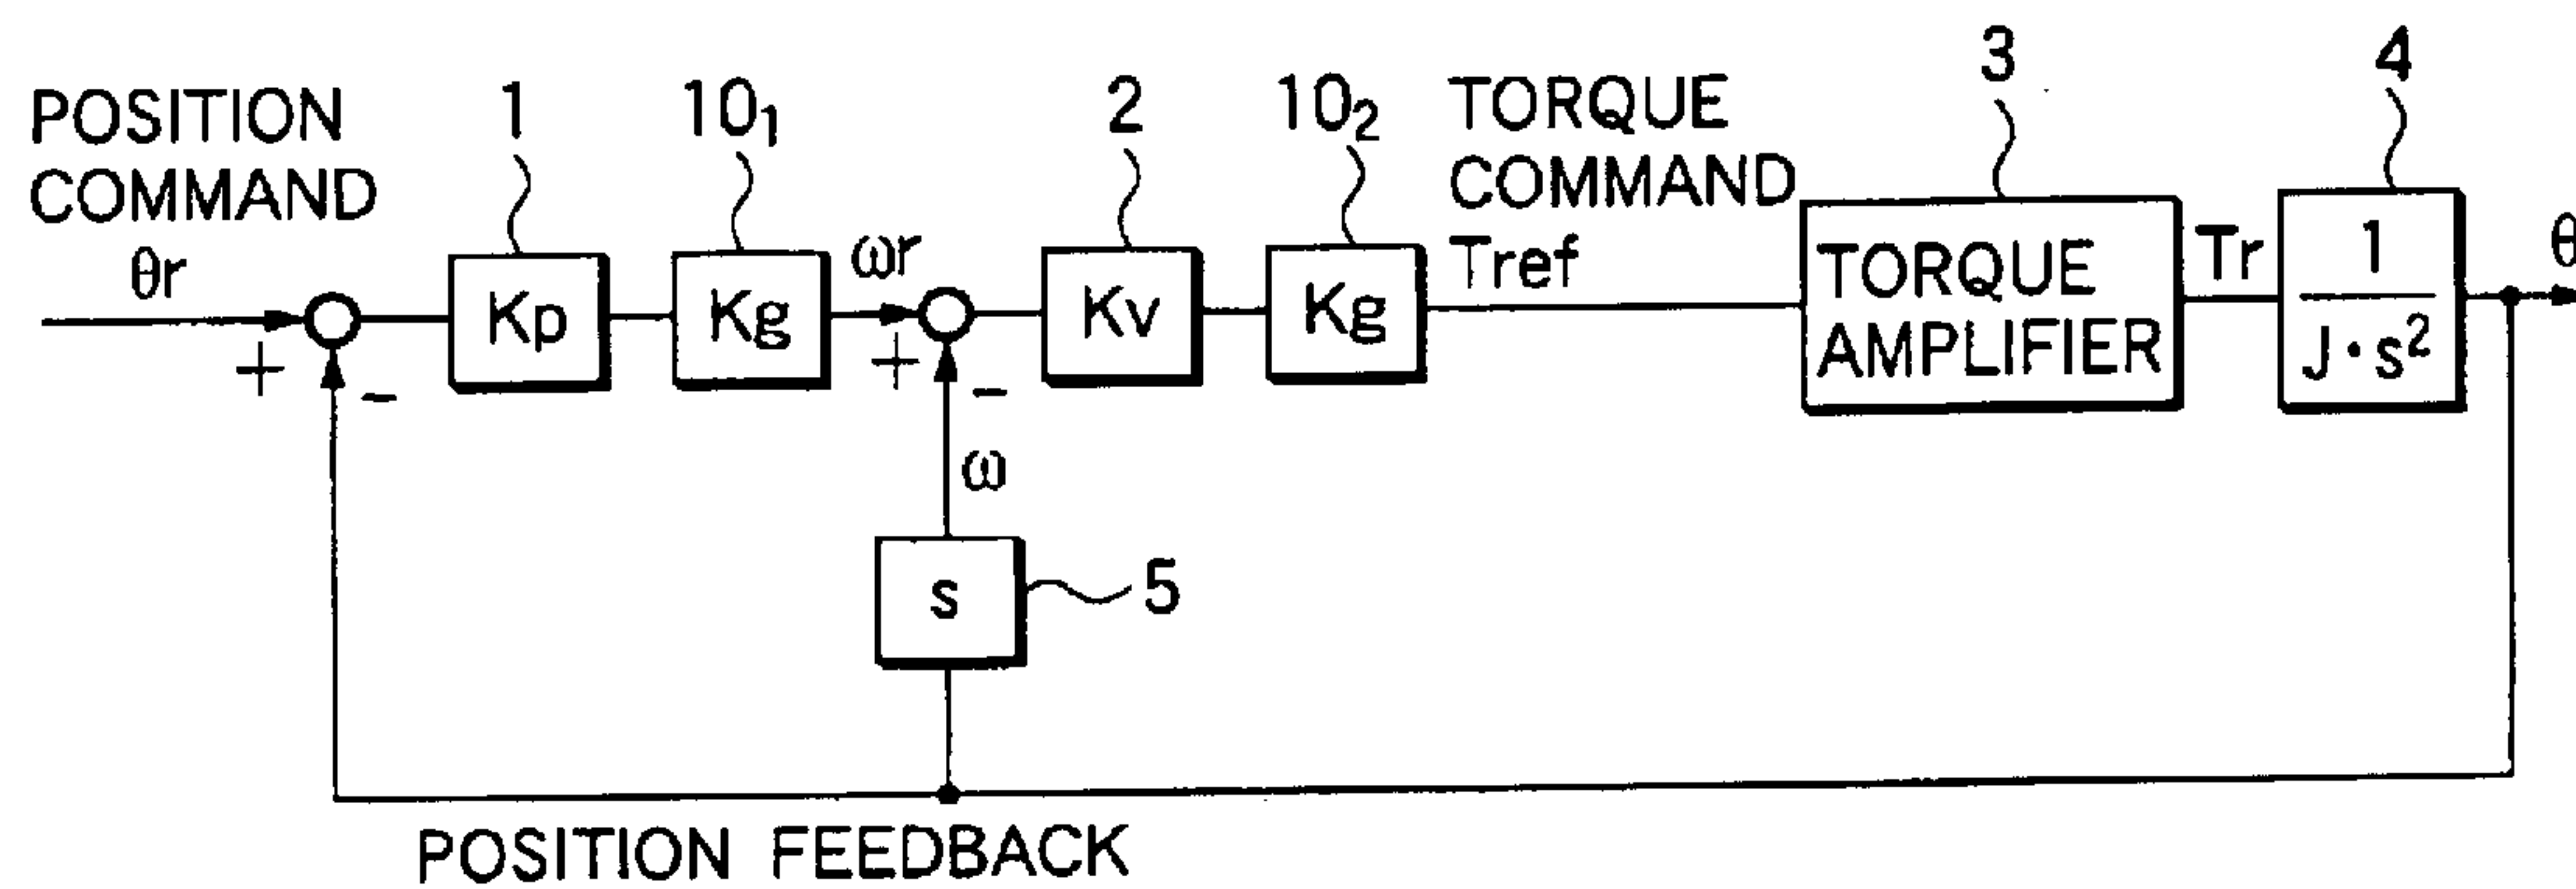 POSITION
COMMAND
θr
+
-
1
Kp
10₁
Kg
ωr
+
-
ω
2
Kv
10₂
Kg
TORQUE
COMMAND
Tref
3
TORQUE
AMPLIFIER
Tr
4
1
J·s²
θ
s
5
POSITION FEEDBACK